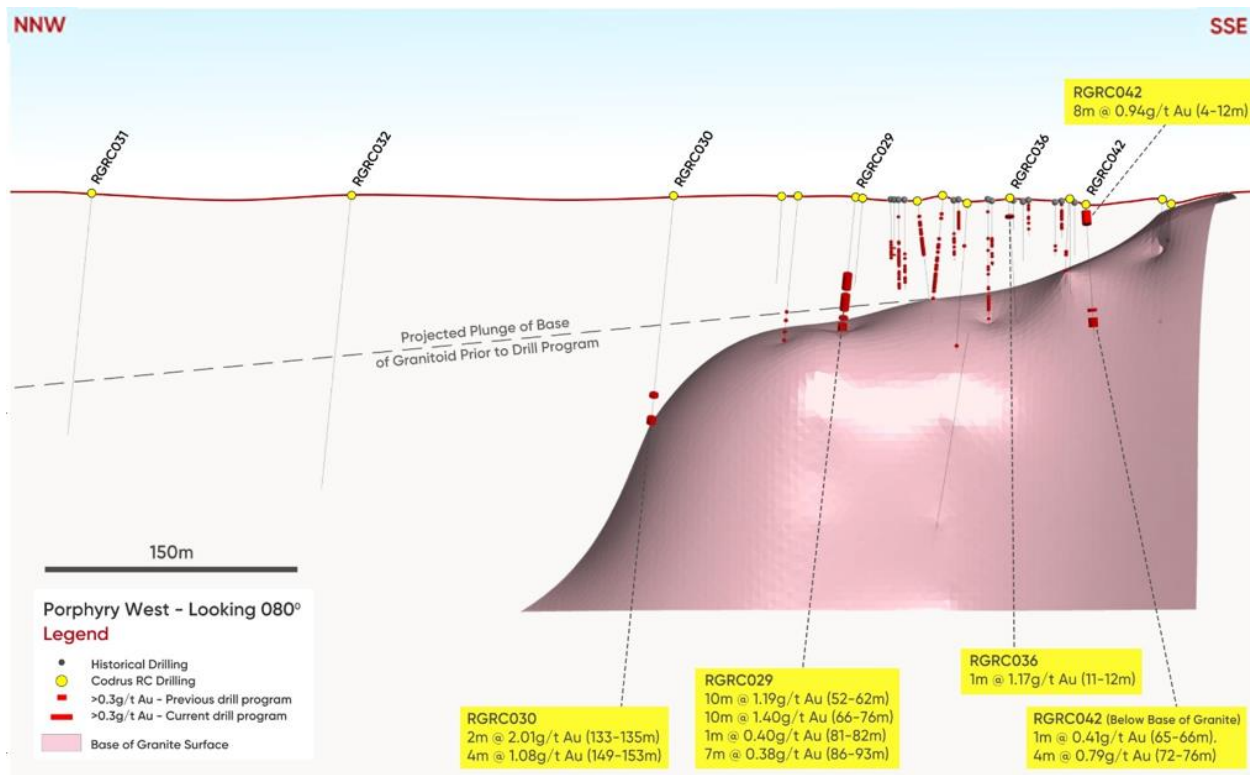 NNW
SSE
RGRC042
8m @ 0.94g/t Au (4-12m)
RGRC031
RGRC032
RGRC030
RGRC029
RGRC036
RGRC042
Projected Plunge of Base
of Granitoid Prior to Drill Program
150m
Porphyry West - Looking 080⁰
Legend
Historical Drilling
Codrus RC Drilling
>0.3g/t Au - Previous drill program
>0.3g/t Au - Current drill program
Base of Granite Surface
RGRC030
2m @ 2.01g/t Au (133-135m)
4m @ 1.08g/t Au (149-153m)
RGRC029
10m @ 1.19g/t Au (52-62m)
10m @ 1.40g/t Au (66-76m)
1m @ 0.40g/t Au (81-82m)
7m @ 0.38g/t Au (86-93m)
RGRC036
1m @ 1.17g/t Au (11-12m)
RGRC042 (Below Base of Granite)
1m @ 0.41g/t Au (65-66m).
4m @ 0.79g/t Au (72-76m)